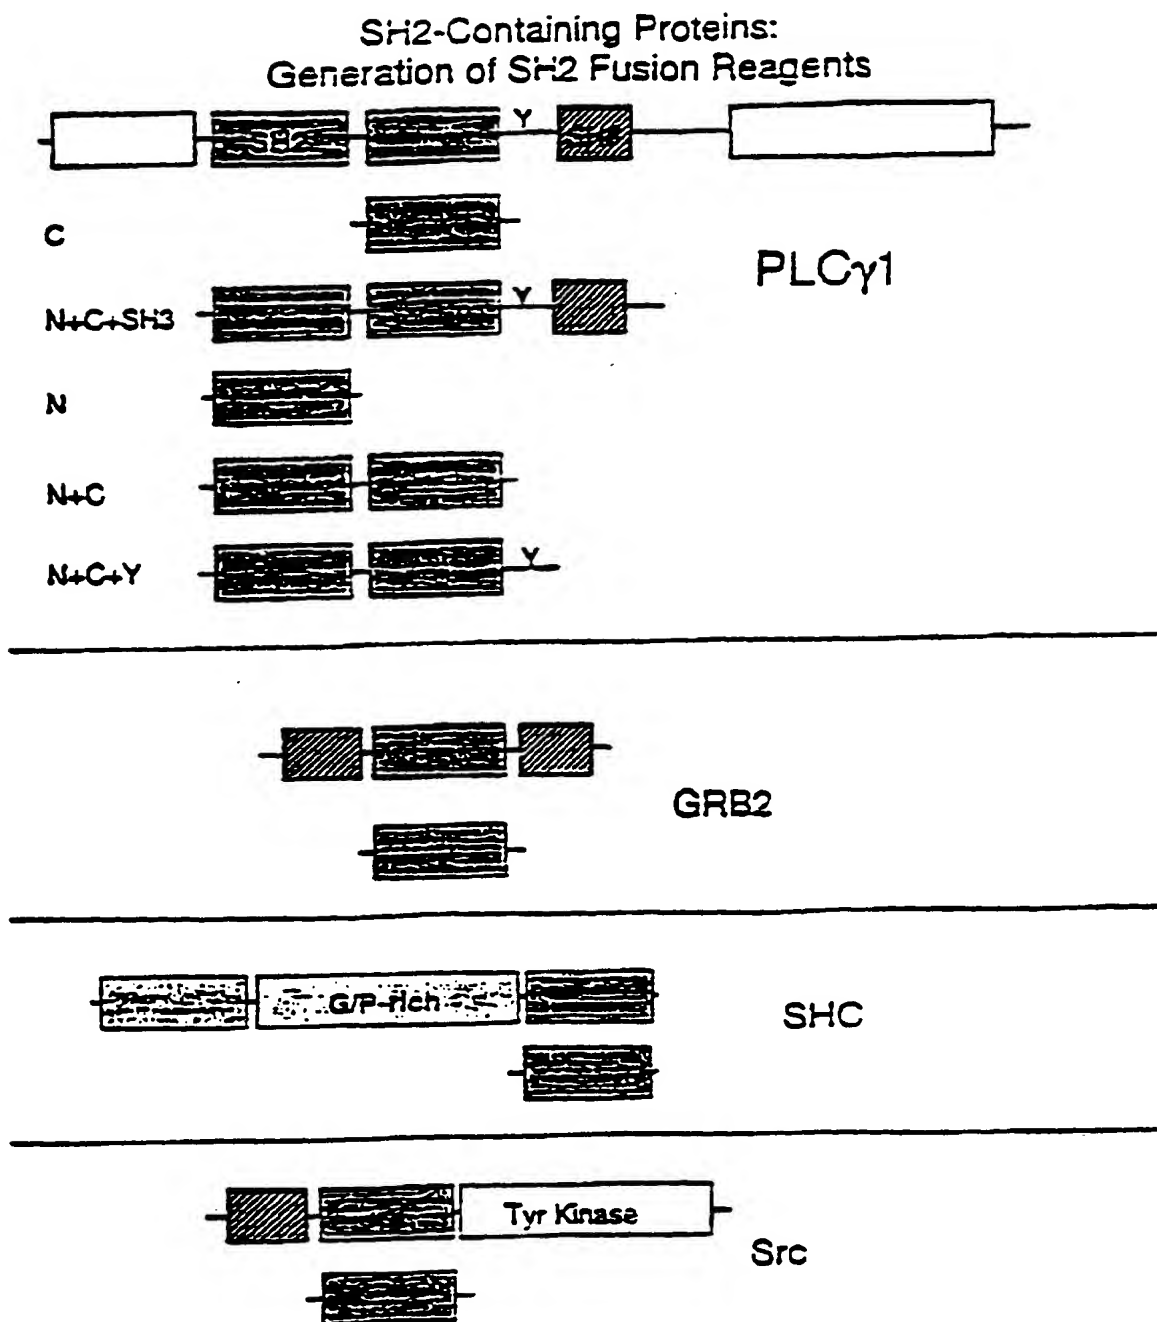 SH2-Containing Proteins:
Generation of SH2 Fusion Reagents
Y
C
PLCγ1
N+C+SH3
Y
N
N+C
N+C+Y
Y
GRB2
G/P-rich
SHC
Tyr Kinase
Src